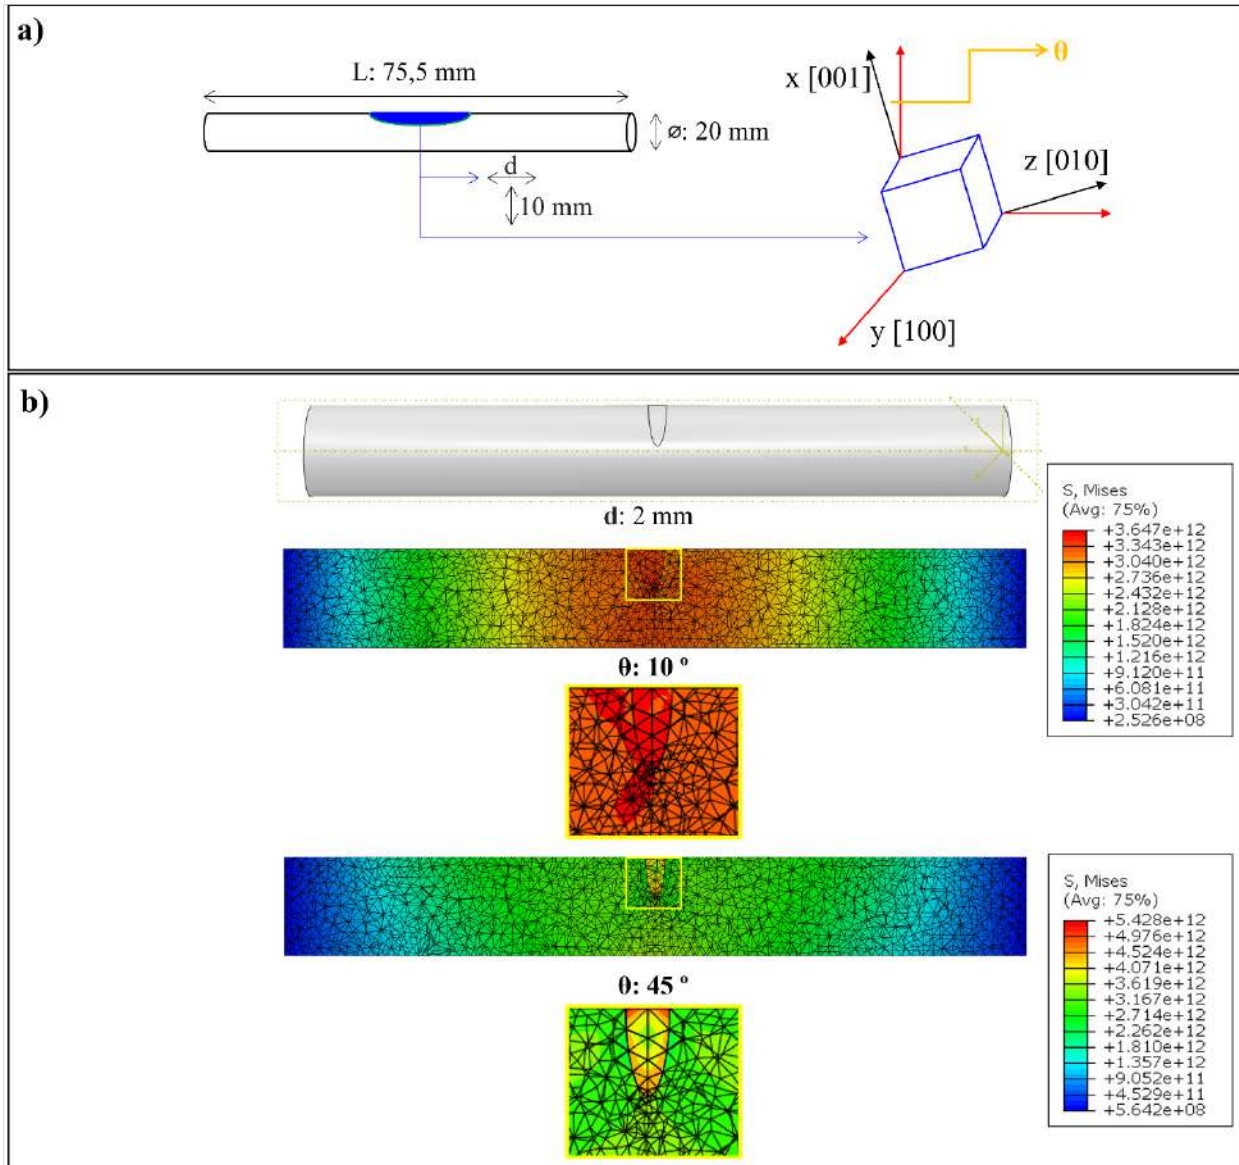 a)
L: 75,5 mm
⌀: 20 mm
d
10 mm
x [001]
θ
z [010]
y [100]
b)
d: 2 mm
S, Mises
(Avg: 75%)
+3.647e+12
+3.343e+12
+3.040e+12
+2.736e+12
+2.432e+12
+2.128e+12
+1.824e+12
+1.520e+12
+1.216e+12
+9.120e+11
+6.081e+11
+3.042e+11
+2.526e+08
θ: 10 º
S, Mises
(Avg: 75%)
+5.428e+12
+4.976e+12
+4.524e+12
+4.071e+12
+3.619e+12
+3.167e+12
+2.714e+12
+2.262e+12
+1.810e+12
+1.357e+12
+9.052e+11
+4.529e+11
+5.642e+08
θ: 45 º